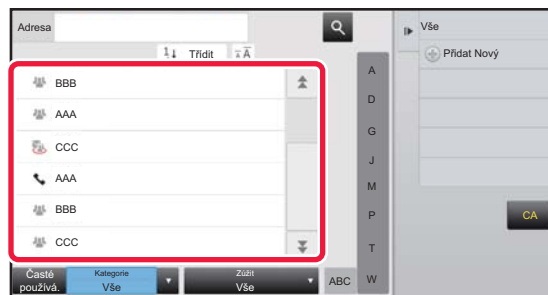 Adresa
Třídit
BBB
AAA
CCC
AAA
BBB
CCC
A
D
G
J
M
P
T
W
ABC
Časté používá.
Kategorie
Vše
Zúžit
Vše
Vše
Přidat Nový
CA